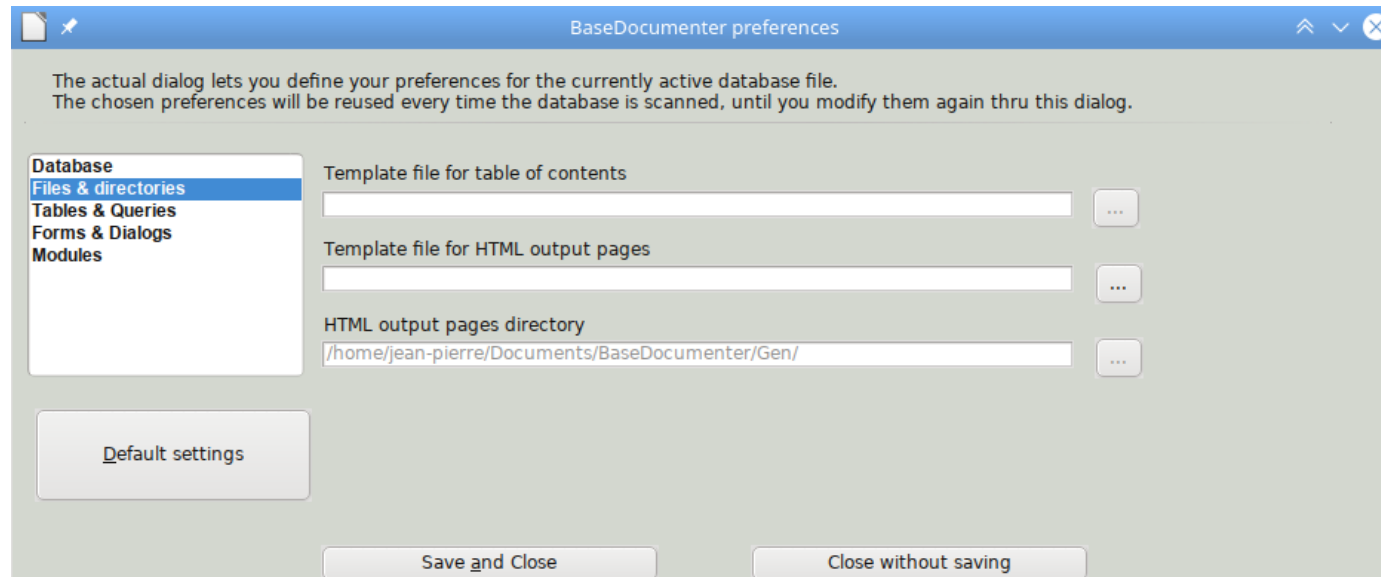 BaseDocumenter preferences
The actual dialog lets you define your preferences for the currently active database file.
The chosen preferences will be reused every time the database is scanned, until you modify them again thru this dialog.
Database
Files & directories
Tables & Queries
Forms & Dialogs
Modules
Template file for table of contents
...
Template file for HTML output pages
...
HTML output pages directory
/home/jean-pierre/Documents/BaseDocumenter/Gen/
...
Default settings
Save and Close
Close without saving